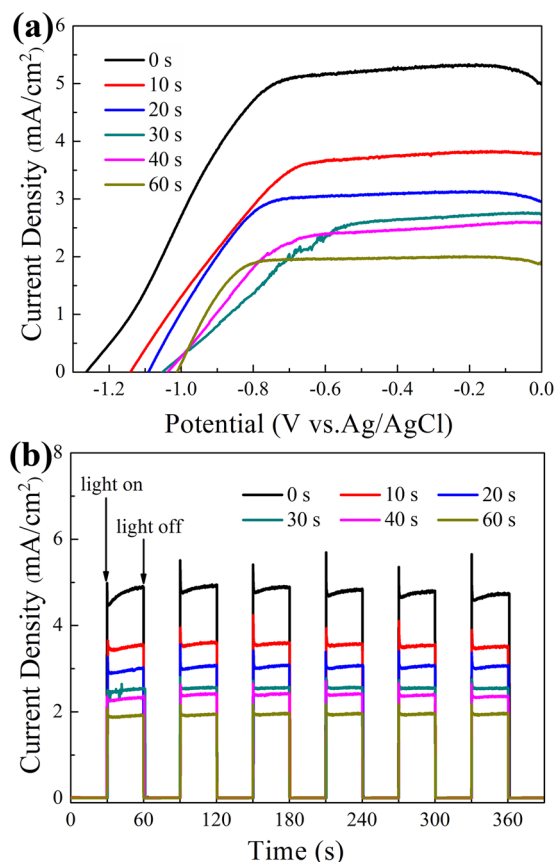 (a)
6
5
4
3
2
1
0
Current Density (mA/cm²)
0 s
10 s
20 s
30 s
40 s
60 s
-1.2 -1.0 -0.8 -0.6 -0.4 -0.2 0.0
Potential (V vs.Ag/AgCl)
(b)
8
6
4
2
0
Current Density (mA/cm²)
light on
light off
0 s 10 s 20 s
30 s 40 s 60 s
0 60 120 180 240 300 360
Time (s)